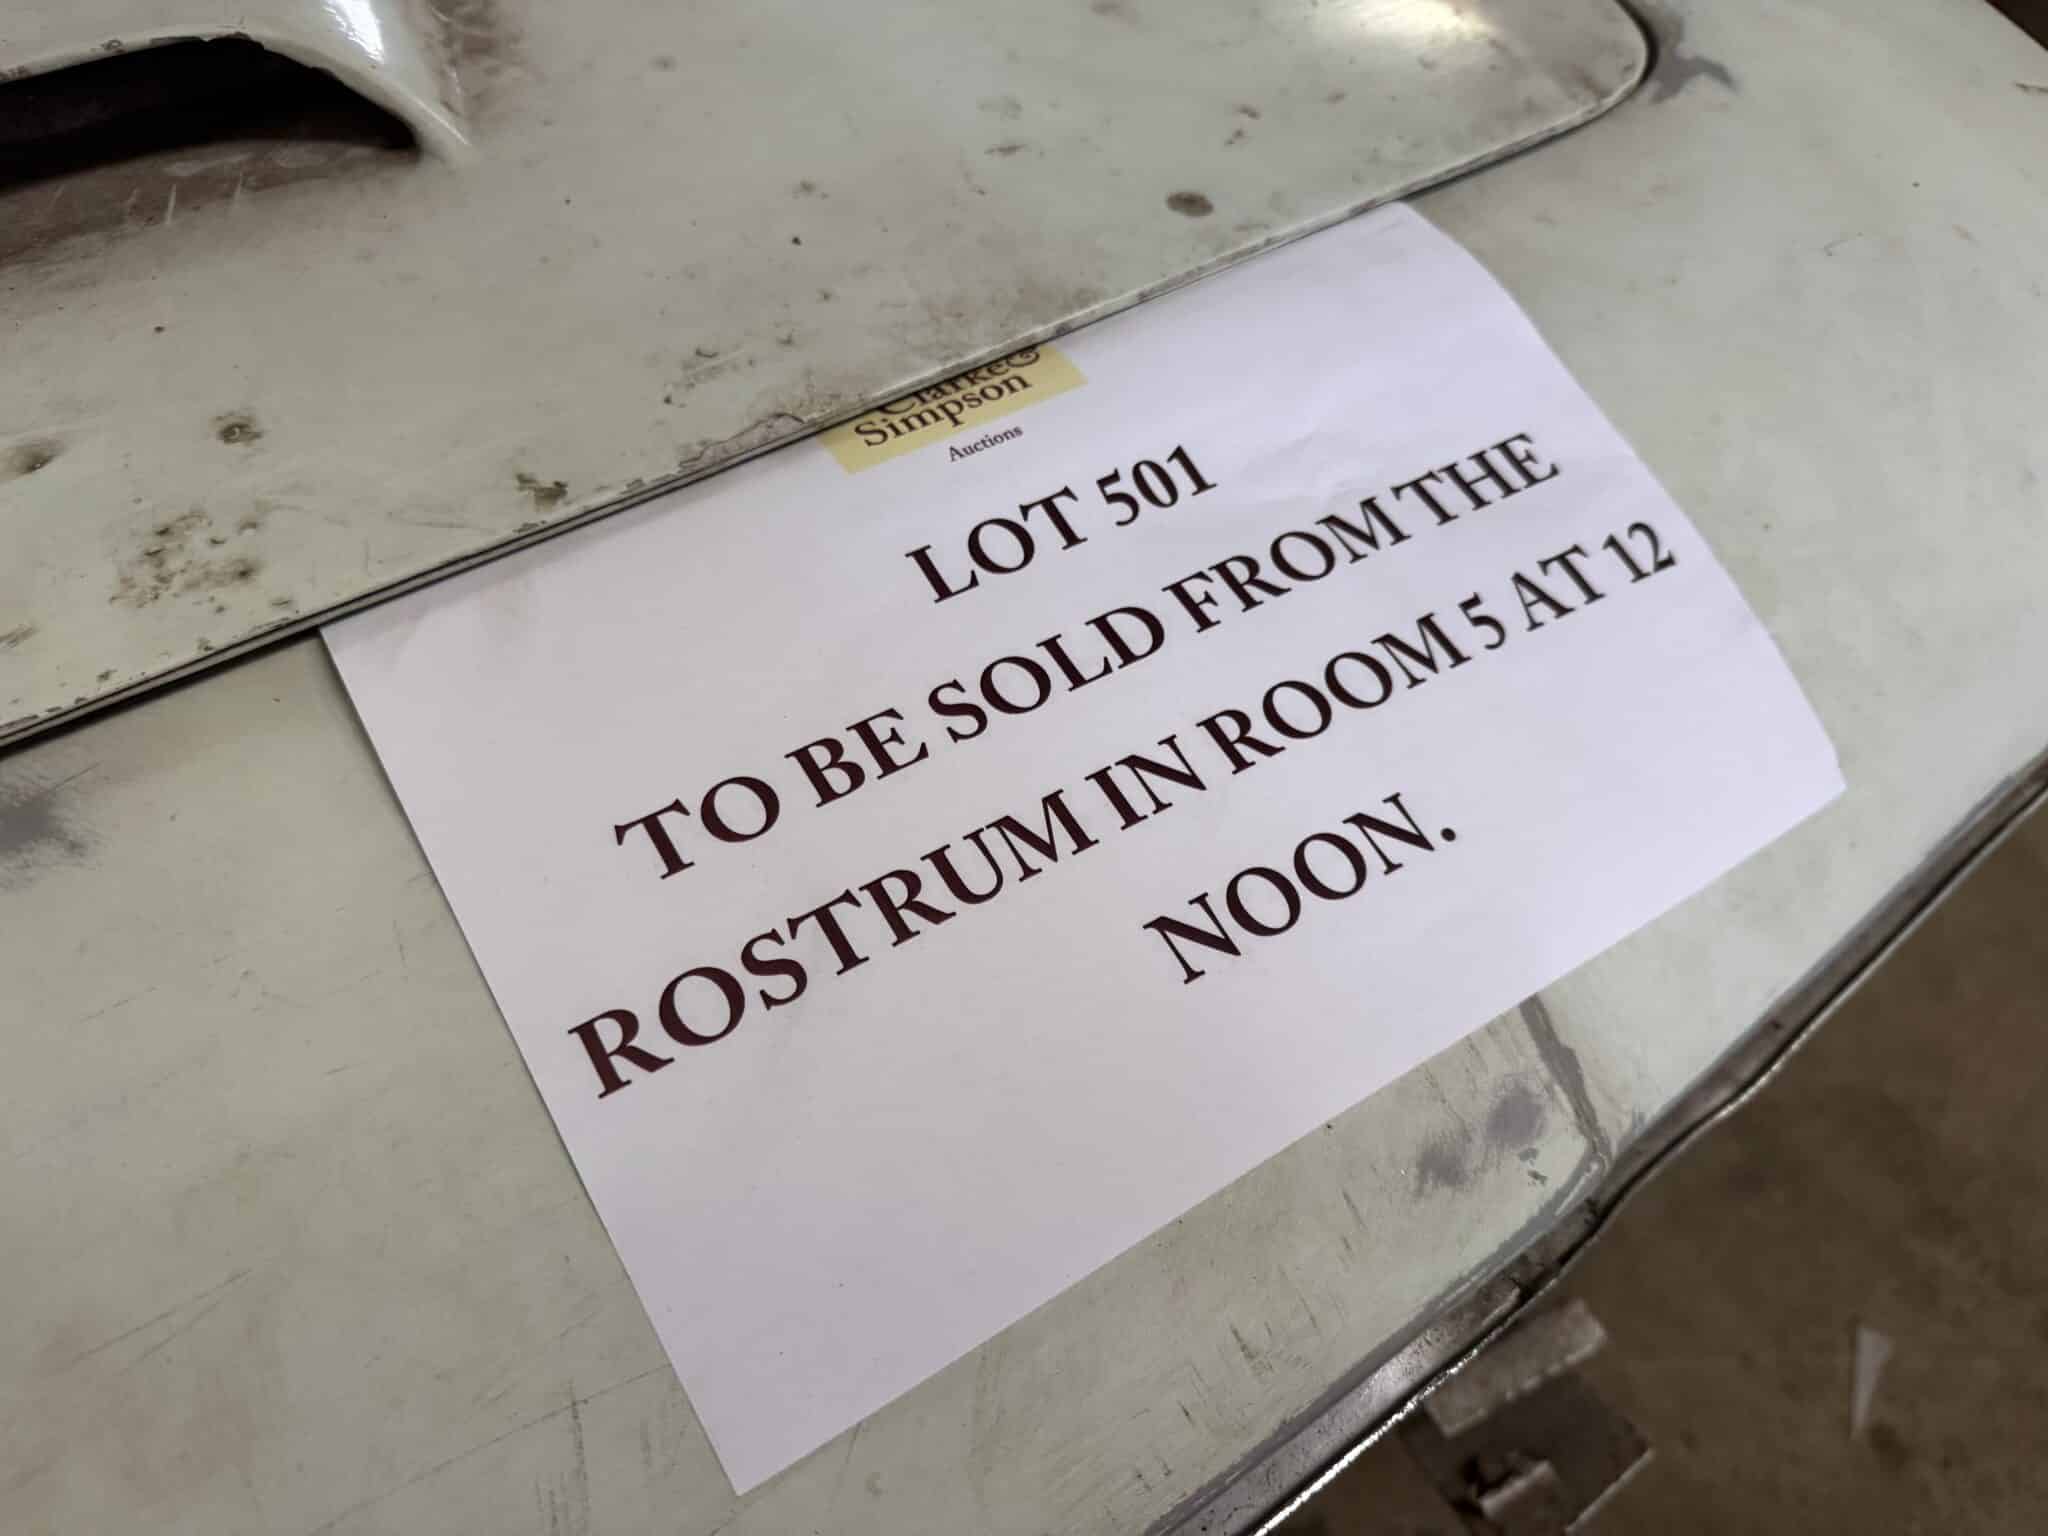 Clarke &
Simpson
Auctions
LOT 501
TO BE SOLD FROM THE
ROSTRUM IN ROOM 5 AT 12
NOON.